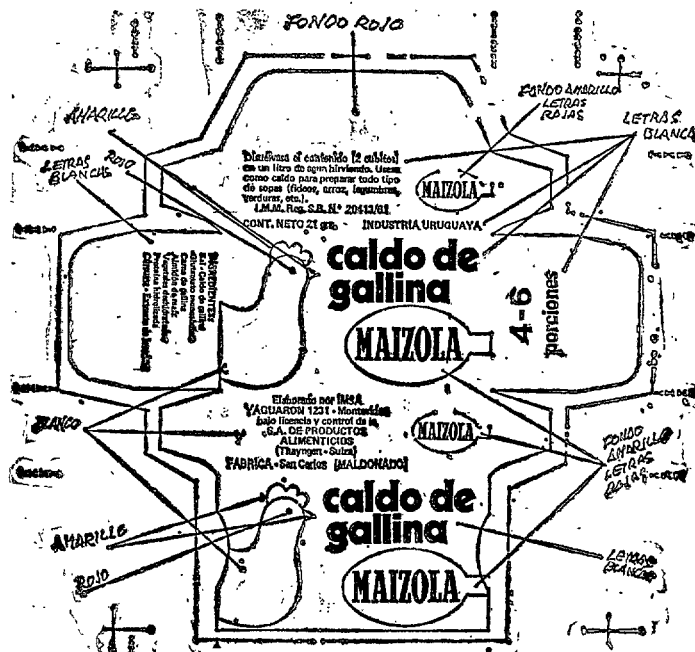 FONDO ROJO
AMARILLO
FONDO AMARILLO
LETRAS
ROJAS
LETRAS
BLANCAS
LETRAS
BLANCAS
ROJO
Disuélvase el contenido (2 cubitos)
en un litro de agua hirviendo. Usese
como caldo para preparar todo tipo
de sopas (fideos, arroz, legumbres,
verduras, etc.).
I.M.M. Reg. S.B. N.º 20413/81
CONT. NETO 21 grs.
INDUSTRIA URUGUAYA
MAIZOLA
INGREDIENTES:
caldo de
gallina
MAIZOLA
4-6
porciones
Elaborado por IMSA
YAGUARON 1231 - Montevideo
bajo licencia y control de la
S.A. DE PRODUCTOS
ALIMENTICIOS
(Thayngen - Suiza)
FABRICA - San Carlos (MALDONADO)
MAIZOLA
BLANCO
FONDO
AMARILLO
LETRAS
ROJAS
caldo de
gallina
MAIZOLA
AMARILLO
ROJO
LETRAS
BLANCAS